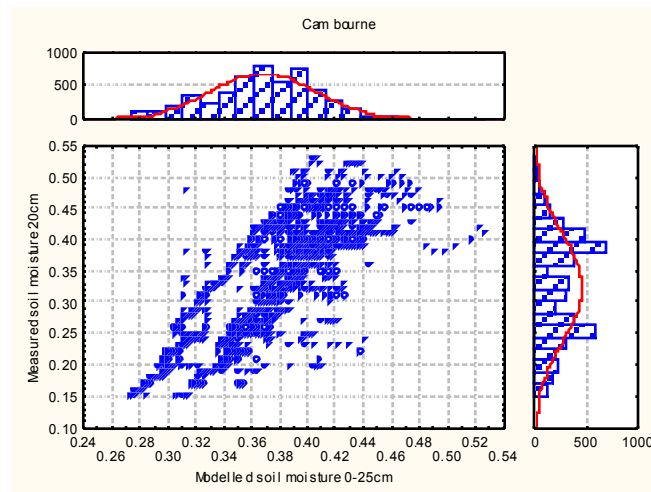 Cam bourne
1000
500
0
Measured soil moisture 20cm
0.55
0.50
0.45
0.40
0.35
0.30
0.25
0.20
0.15
0.10
0.24 0.28 0.32 0.36 0.40 0.44 0.48 0.52
0.26 0.30 0.34 0.38 0.42 0.46 0.50 0.54
Modelled soil moisture 0-25cm
0 500 1000